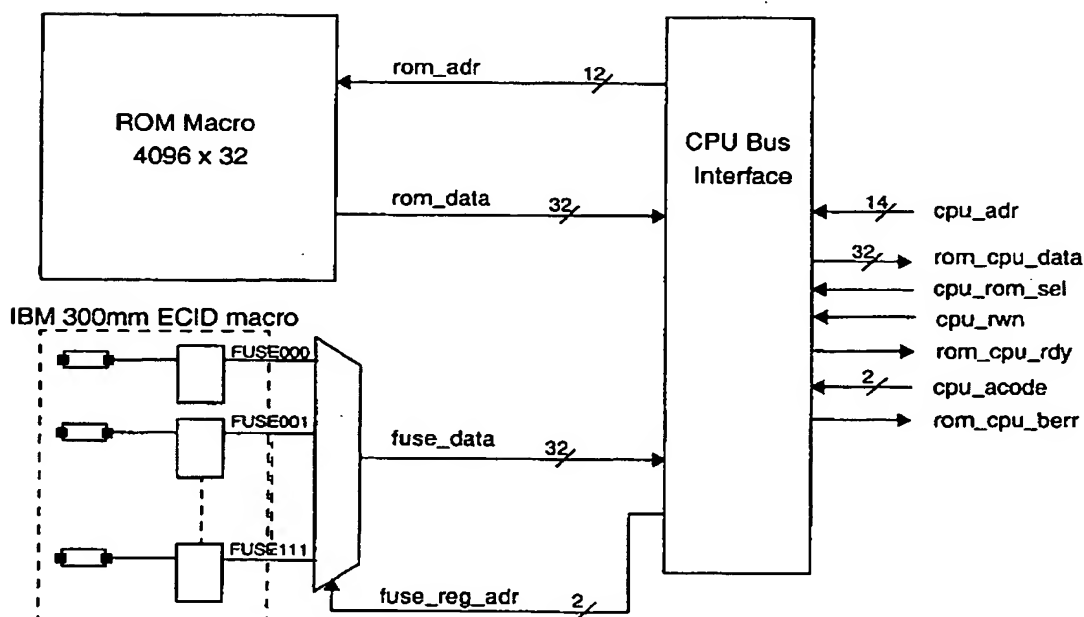 rom_adr
12
ROM Macro
4096 x 32
CPU Bus
Interface
rom_data
32
14
cpu_adr
32
rom_cpu_data
cpu_rom_sel
cpu_rwn
rom_cpu_rdy
2
cpu_acode
rom_cpu_berr
IBM 300mm ECID macro
FUSE000
FUSE001
fuse_data
32
FUSE111
fuse_reg_adr
2